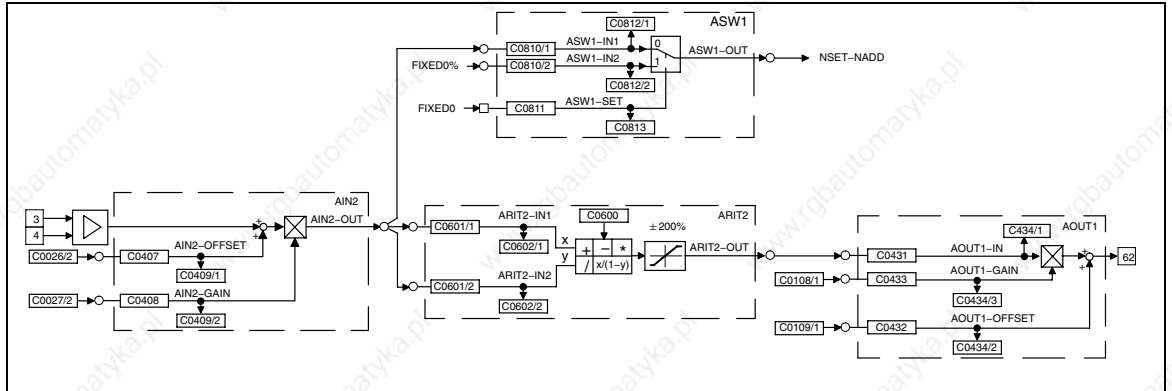 ASW1
C0812/1
C0810/1 ASW1-IN1 0 ASW1-OUT NSET-NADD
FIXED0% C0810/2 ASW1-IN2 1
C0812/2
FIXED0 C0811 ASW1-SET
C0813
AIN2
3
4
AIN2-OUT
C0026/2 C0407 AIN2-OFFSET
C0409/1
C0027/2 C0408 AIN2-GAIN
C0409/2
ARIT2
C0601/1 ARIT2-IN1 C0600 ±200%
C0602/1 x
y + - * ARIT2-OUT
/ x/(1-y)
C0601/2 ARIT2-IN2
C0602/2
C434/1 AOUT1
C0431 AOUT1-IN + 62
+
C0108/1 C0433 AOUT1-GAIN
C0434/3
C0109/1 C0432 AOUT1-OFFSET
C0434/2
+
+
www.rgbautomatyka.pl